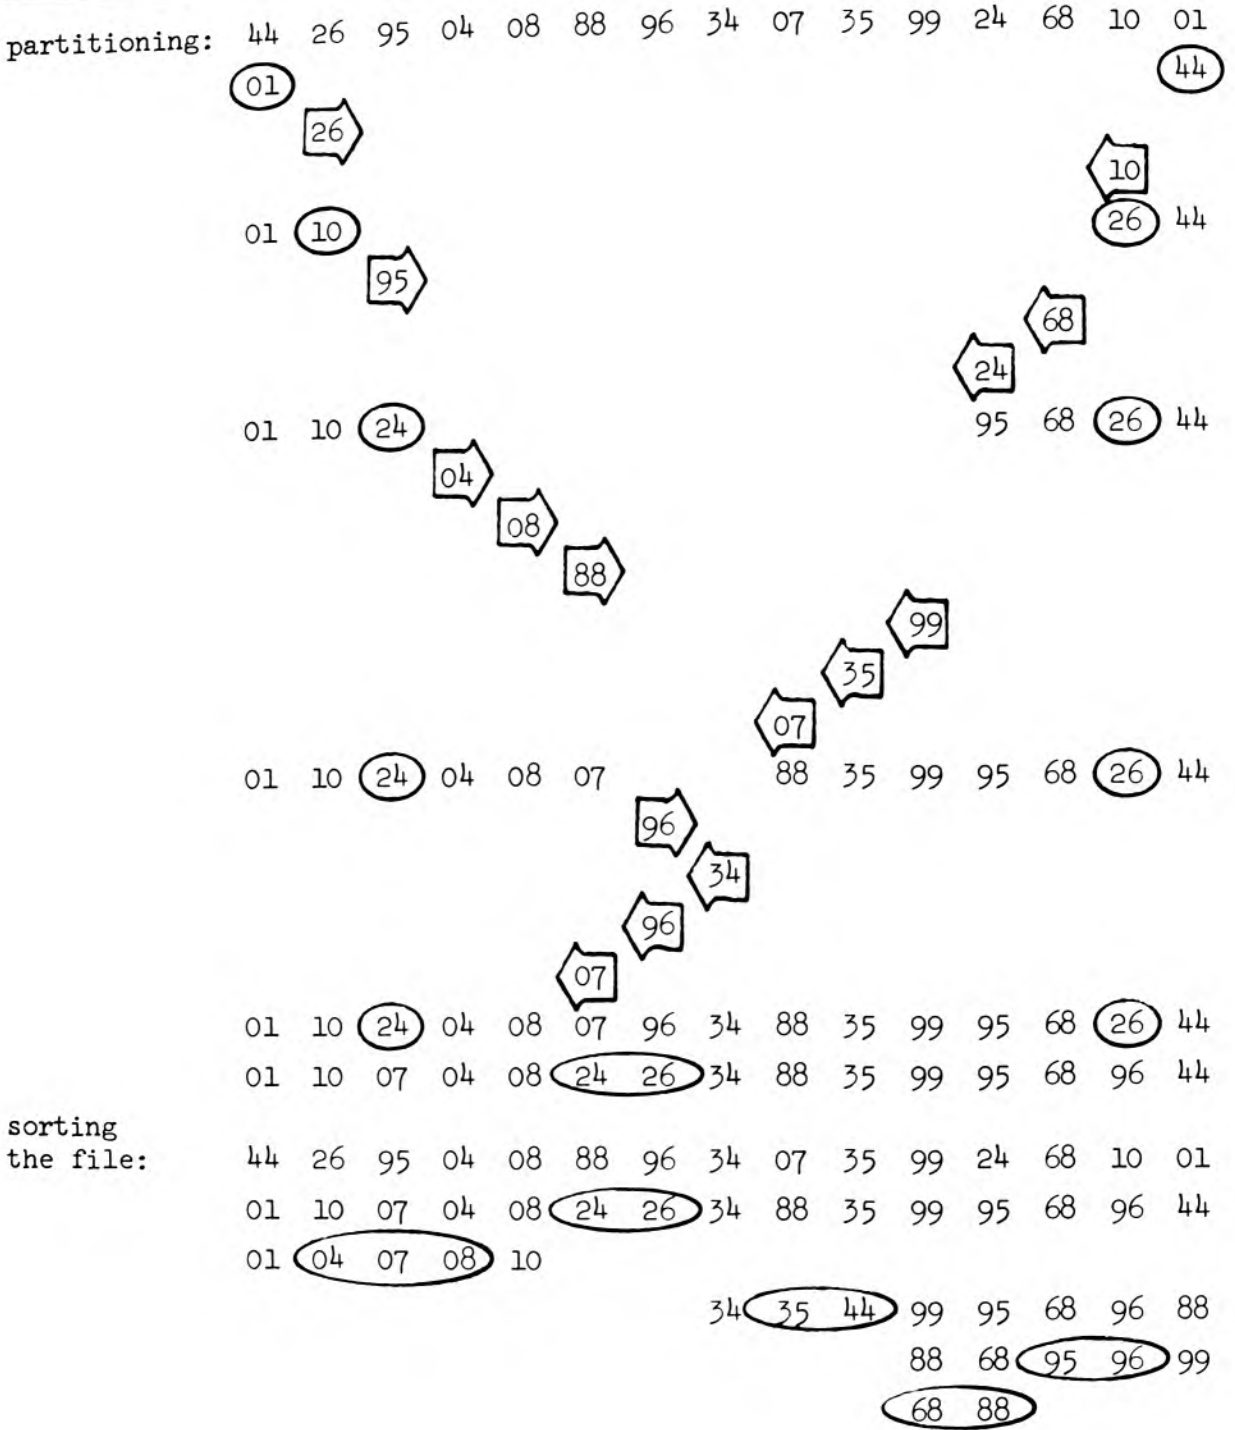 partitioning: 44 26 95 04 08 88 96 34 07 35 99 24 68 10 01
01 44
26
10
01 10 26 44
95
68
24
01 10 24 95 68 26 44
04
08
88
99
35
07
01 10 24 04 08 07 88 35 99 95 68 26 44
96
34
96
07
01 10 24 04 08 07 96 34 88 35 99 95 68 26 44
01 10 07 04 08 24 26 34 88 35 99 95 68 96 44
sorting
the file: 44 26 95 04 08 88 96 34 07 35 99 24 68 10 01
01 10 07 04 08 24 26 34 88 35 99 95 68 96 44
01 04 07 08 10
34 35 44 99 95 68 96 88
88 68 95 96 99
68 88